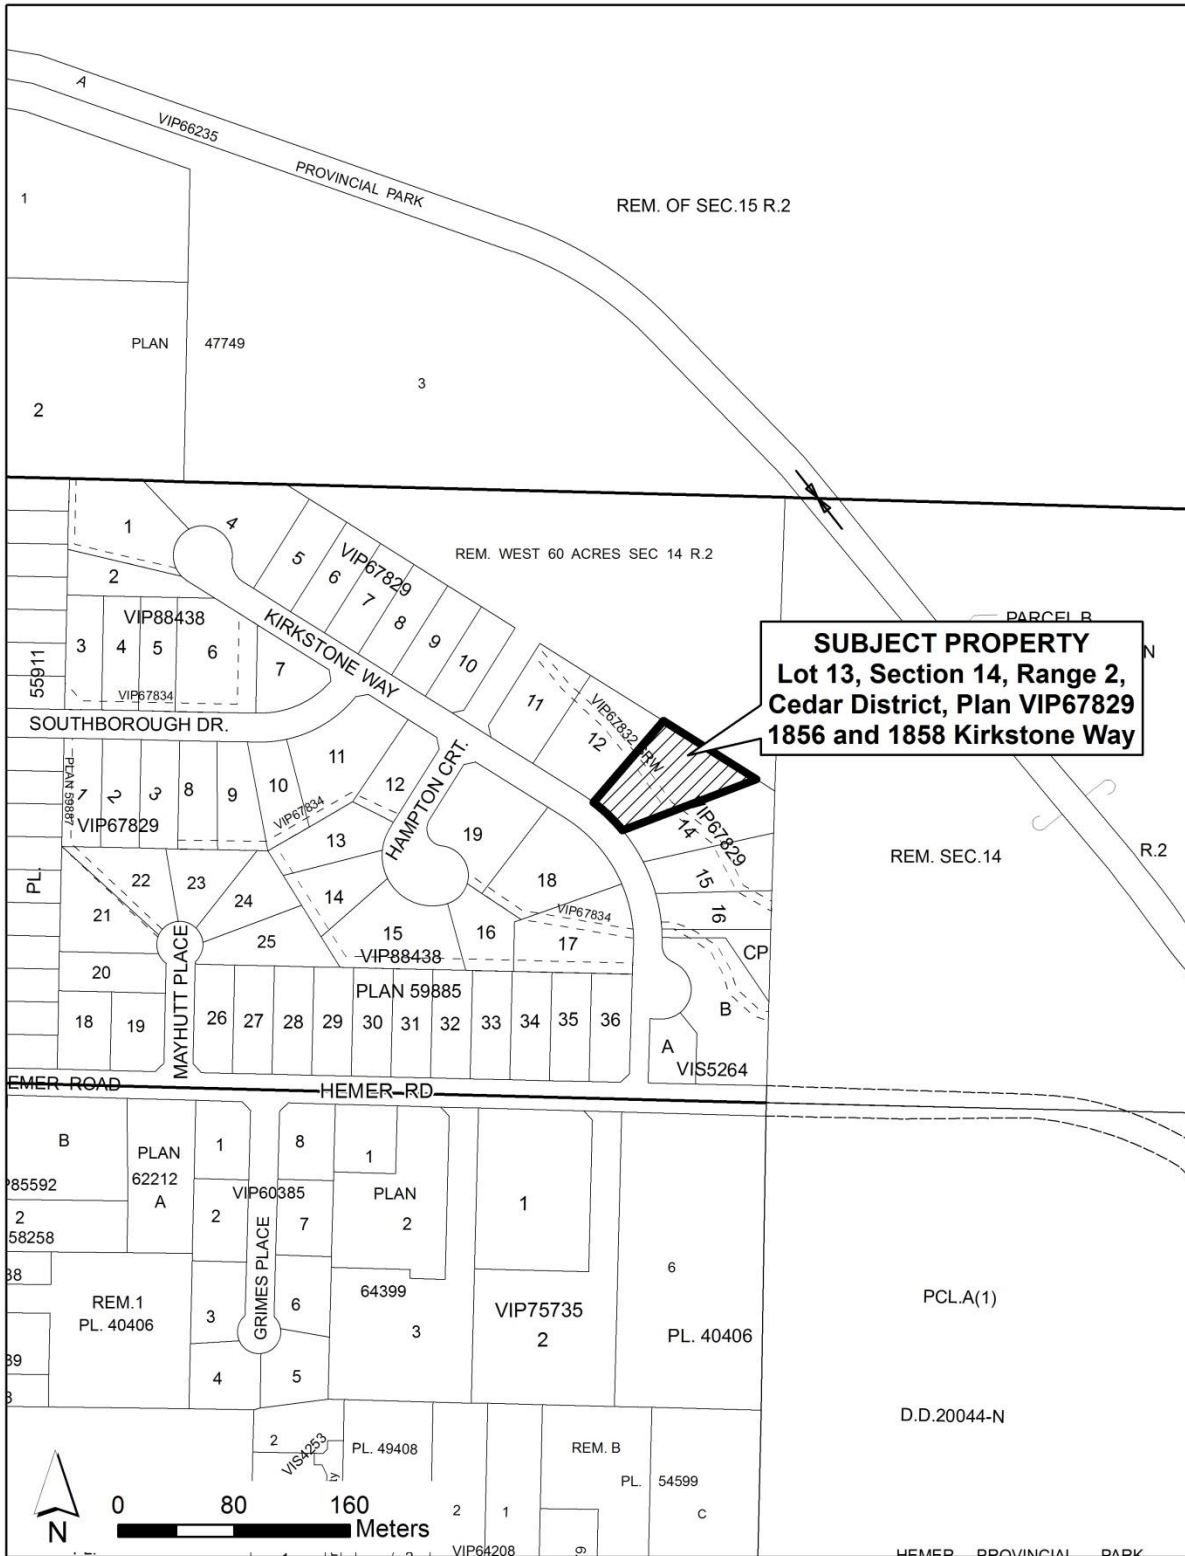 A
VIP66235
PROVINCIAL PARK
REM. OF SEC.15 R.2
1
PLAN 47749
3
2
1
4
2
5
6
7
8
9
10
VIP67829
REM. WEST 60 ACRES SEC 14 R.2
PARCEL B
N
SUBJECT PROPERTY
Lot 13, Section 14, Range 2,
Cedar District, Plan VIP67829
1856 and 1858 Kirkstone Way
VIP88438
3
4
5
6
7
KIRKSTONE WAY
55911
VIP67834
SOUTHBOROUGH DR.
11
12
VIP67832
SRW
PLAN 59887
1
2
3
8
9
10
11
12
HAMPTON CRT.
19
VIP67829
VIP67834
13
14
VIP67829
15
16
REM. SEC.14
R.2
PL.
22
23
24
21
25
14
15
16
18
VIP67834
17
CP
VIP88438
20
MAYHUTT PLACE
PLAN 59885
B
18
19
26
27
28
29
30
31
32
33
34
35
36
A
VIS5264
EMER ROAD
HEMER RD
B
PLAN
62212
A
1
8
1
PLAN
2
P85592
2
58258
VIP60385
2
7
GRIMES PLACE
1
6
38
REM.1
PL. 40406
3
6
64399
3
VIP75735
2
PL. 40406
PCL.A(1)
39
4
5
D.D.20044-N
2
VIS4253
PL. 49408
REM. B
PL. 54599
C
2
1
N
0 80 160
Meters
VIP64208
HEMER PROVINCIAL PARK